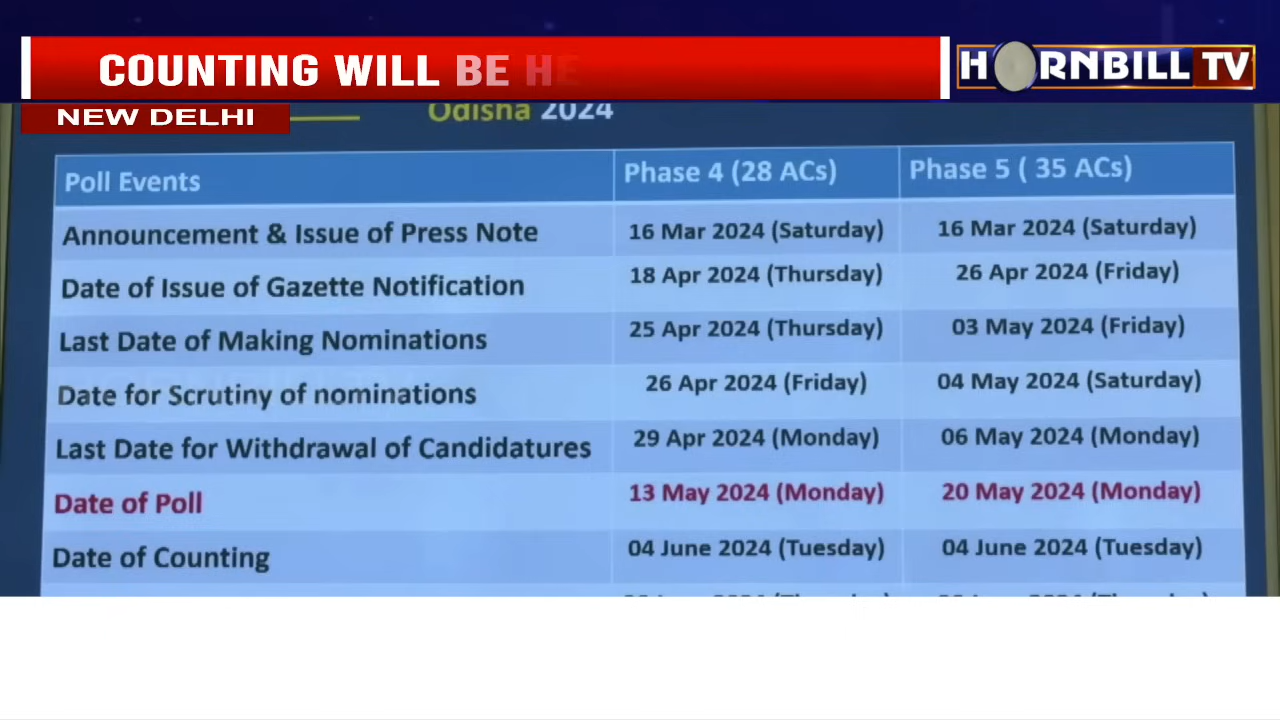 COUNTING WILL BE HE
HORNBILL TV
NEW DELHI
Odisha 2024
Poll Events Phase 4 (28 ACs) Phase 5 ( 35 ACs)
Announcement & Issue of Press Note 16 Mar 2024 (Saturday) 16 Mar 2024 (Saturday)
Date of Issue of Gazette Notification 18 Apr 2024 (Thursday) 26 Apr 2024 (Friday)
Last Date of Making Nominations 25 Apr 2024 (Thursday) 03 May 2024 (Friday)
Date for Scrutiny of nominations 26 Apr 2024 (Friday) 04 May 2024 (Saturday)
Last Date for Withdrawal of Candidatures 29 Apr 2024 (Monday) 06 May 2024 (Monday)
Date of Poll 13 May 2024 (Monday) 20 May 2024 (Monday)
Date of Counting 04 June 2024 (Tuesday) 04 June 2024 (Tuesday)